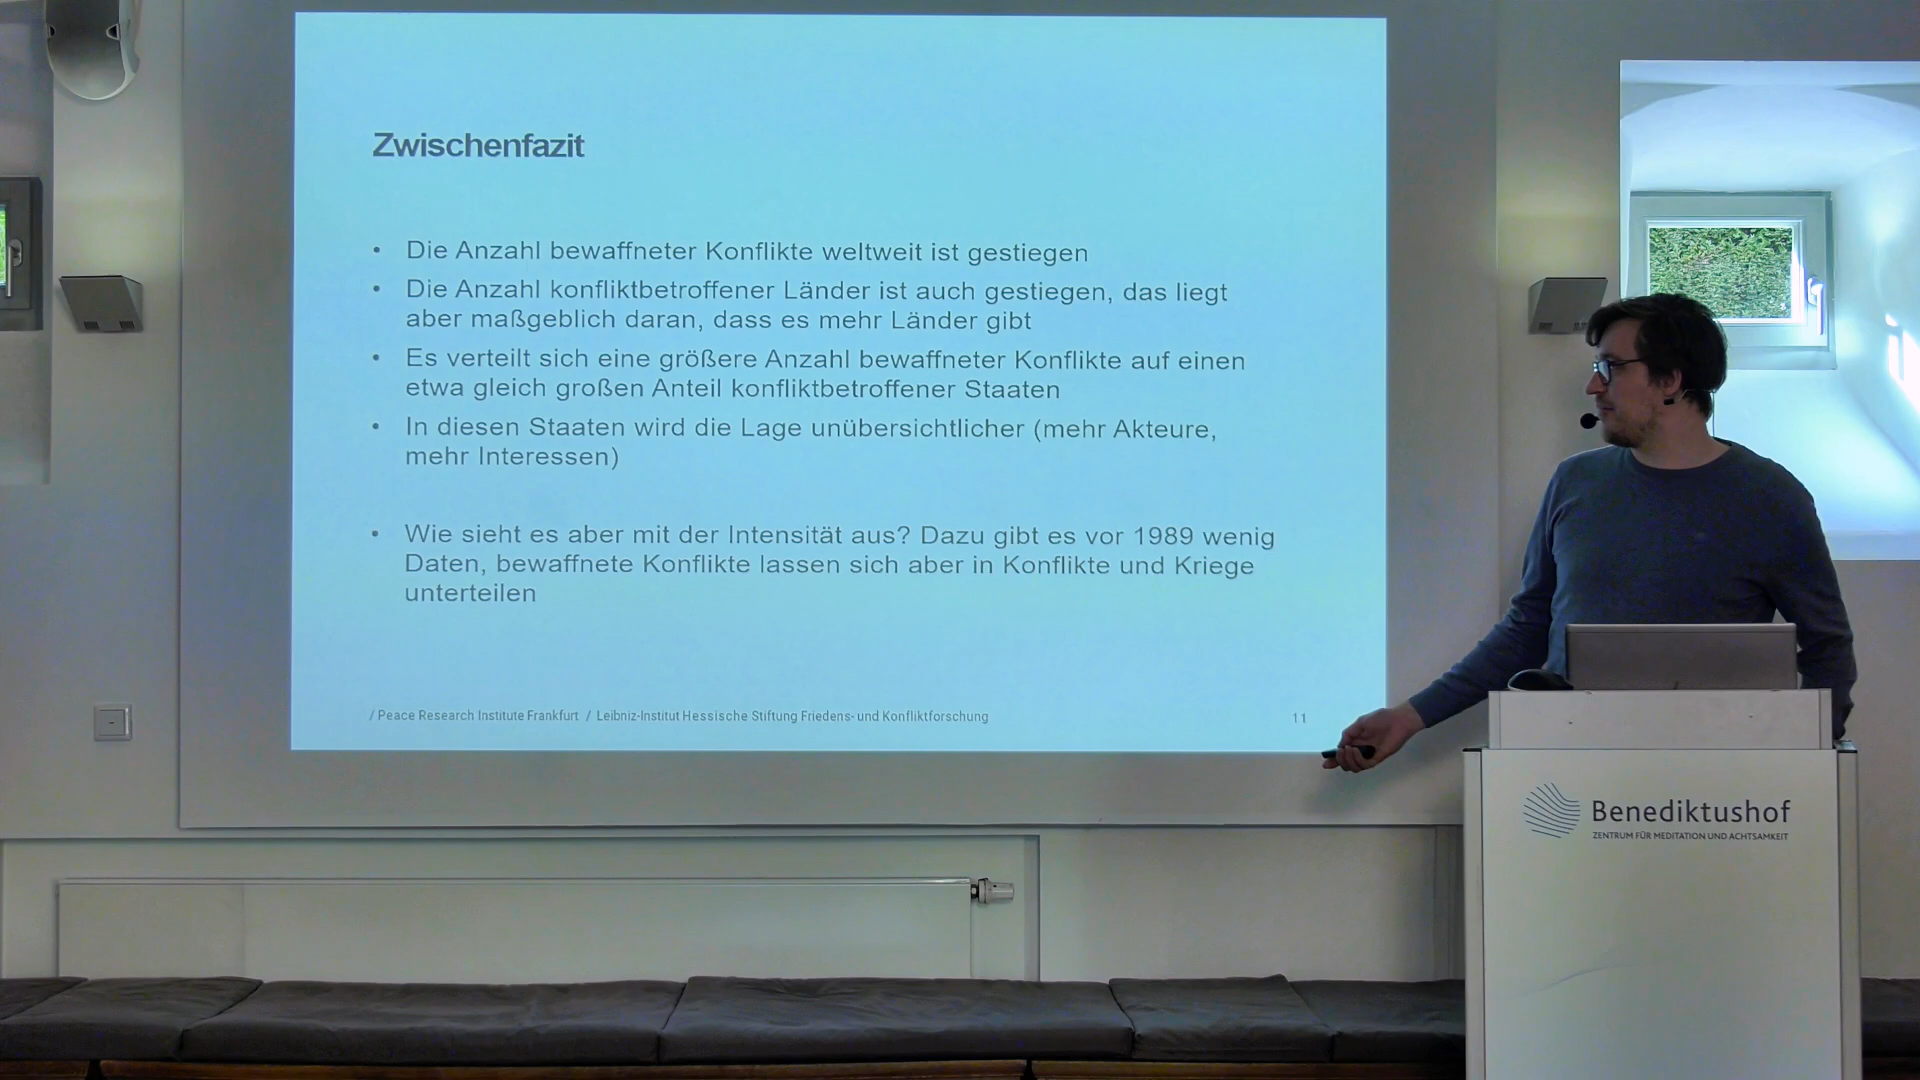 Zwischenfazit
• Die Anzahl bewaffneter Konflikte weltweit ist gestiegen
• Die Anzahl konfliktbetroffener Länder ist auch gestiegen, das liegt
aber maßgeblich daran, dass es mehr Länder gibt
• Es verteilt sich eine größere Anzahl bewaffneter Konflikte auf einen
etwa gleich großen Anteil konfliktbetroffener Staaten
• In diesen Staaten wird die Lage unübersichtlicher (mehr Akteure,
mehr Interessen)
• Wie sieht es aber mit der Intensität aus? Dazu gibt es vor 1989 wenig
Daten, bewaffnete Konflikte lassen sich aber in Konflikte und Kriege
unterteilen
/ Peace Research Institute Frankfurt / Leibniz-Institut Hessische Stiftung Friedens- und Konfliktforschung
11
Benediktushof
ZENTRUM FÜR MEDITATION UND ACHTSAMKEIT